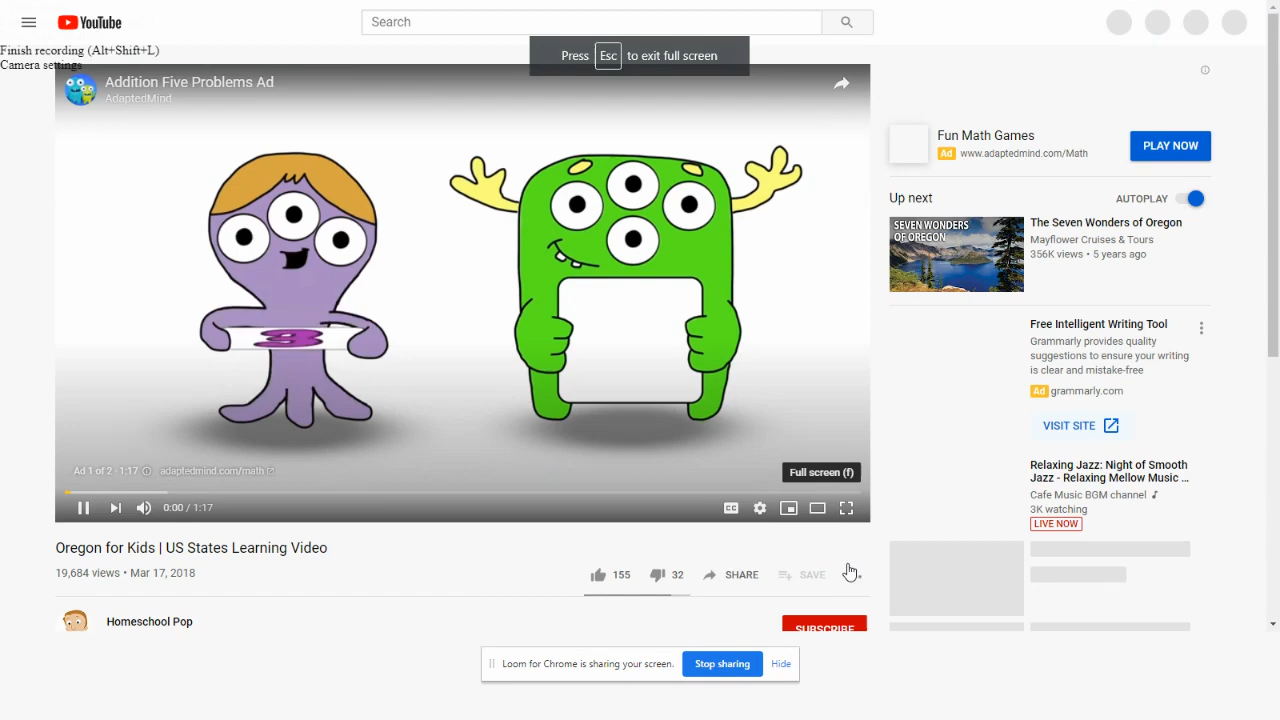 YouTube
Search
Finish recording (Alt+Shift+L)
Camera settings
Press Esc to exit full screen
Addition Five Problems Ad
AdaptedMind
3
Ad 1 of 2 · 1:17 adaptedmind.com/math
Full screen (f)
0:00 / 1:17
CC
Oregon for Kids | US States Learning Video
19,684 views • Mar 17, 2018
155 32 SHARE SAVE
Homeschool Pop
SUBSCRIBE
Fun Math Games
Ad www.adaptedmind.com/Math
PLAY NOW
Up next
AUTOPLAY
SEVEN WONDERS
OF OREGON
The Seven Wonders of Oregon
Mayflower Cruises & Tours
356K views • 5 years ago
Free Intelligent Writing Tool
Grammarly provides quality
suggestions to ensure your writing
is clear and mistake-free
Ad grammarly.com
VISIT SITE
Relaxing Jazz: Night of Smooth
Jazz - Relaxing Mellow Music ...
Cafe Music BGM channel
3K watching
LIVE NOW
Loom for Chrome is sharing your screen. Stop sharing Hide